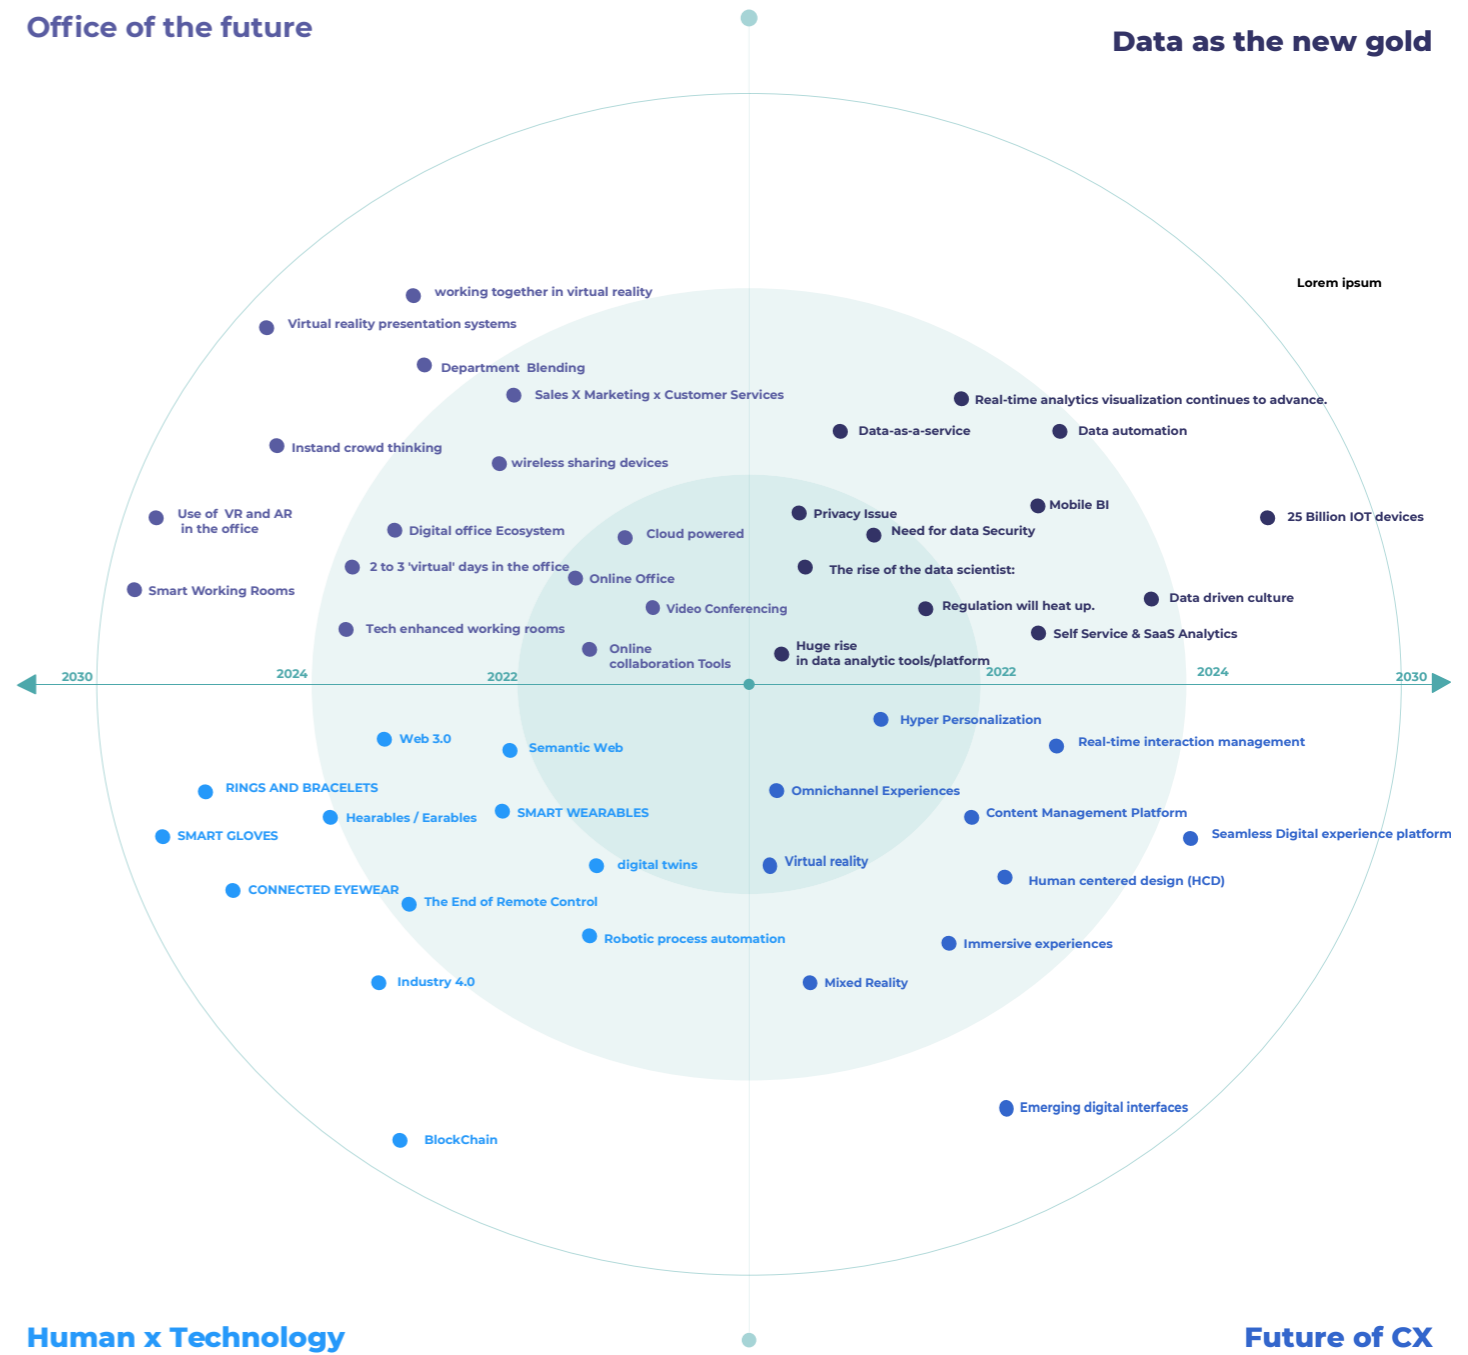 Office of the future
Data as the new gold
Lorem ipsum
working together in virtual reality
Virtual reality presentation systems
Department  Blending
Sales X Marketing x Customer Services
Instand crowd thinking
wireless sharing devices
Use of  VR and AR
in the office
Digital office Ecosystem
Cloud powered
2 to 3 'virtual' days in the office
Online Office
Smart Working Rooms
Video Conferencing
Tech enhanced working rooms
Online
collaboration Tools
Real-time analytics visualization continues to advance.
Data-as-a-service
Data automation
Privacy Issue
Mobile BI
25 Billion IOT devices
Need for data Security
The rise of the data scientist:
Data driven culture
Regulation will heat up.
Self Service & SaaS Analytics
Huge rise
in data analytic tools/platform
2030
2024
2022
2022
2024
2030
Web 3.0
Semantic Web
RINGS AND BRACELETS
Hearables / Earables
SMART WEARABLES
SMART GLOVES
digital twins
CONNECTED EYEWEAR
The End of Remote Control
Robotic process automation
Industry 4.0
BlockChain
Hyper Personalization
Real-time interaction management
Omnichannel Experiences
Content Management Platform
Seamless Digital experience platform
Virtual reality
Human centered design (HCD)
Immersive experiences
Mixed Reality
Emerging digital interfaces
Human x Technology
Future of CX